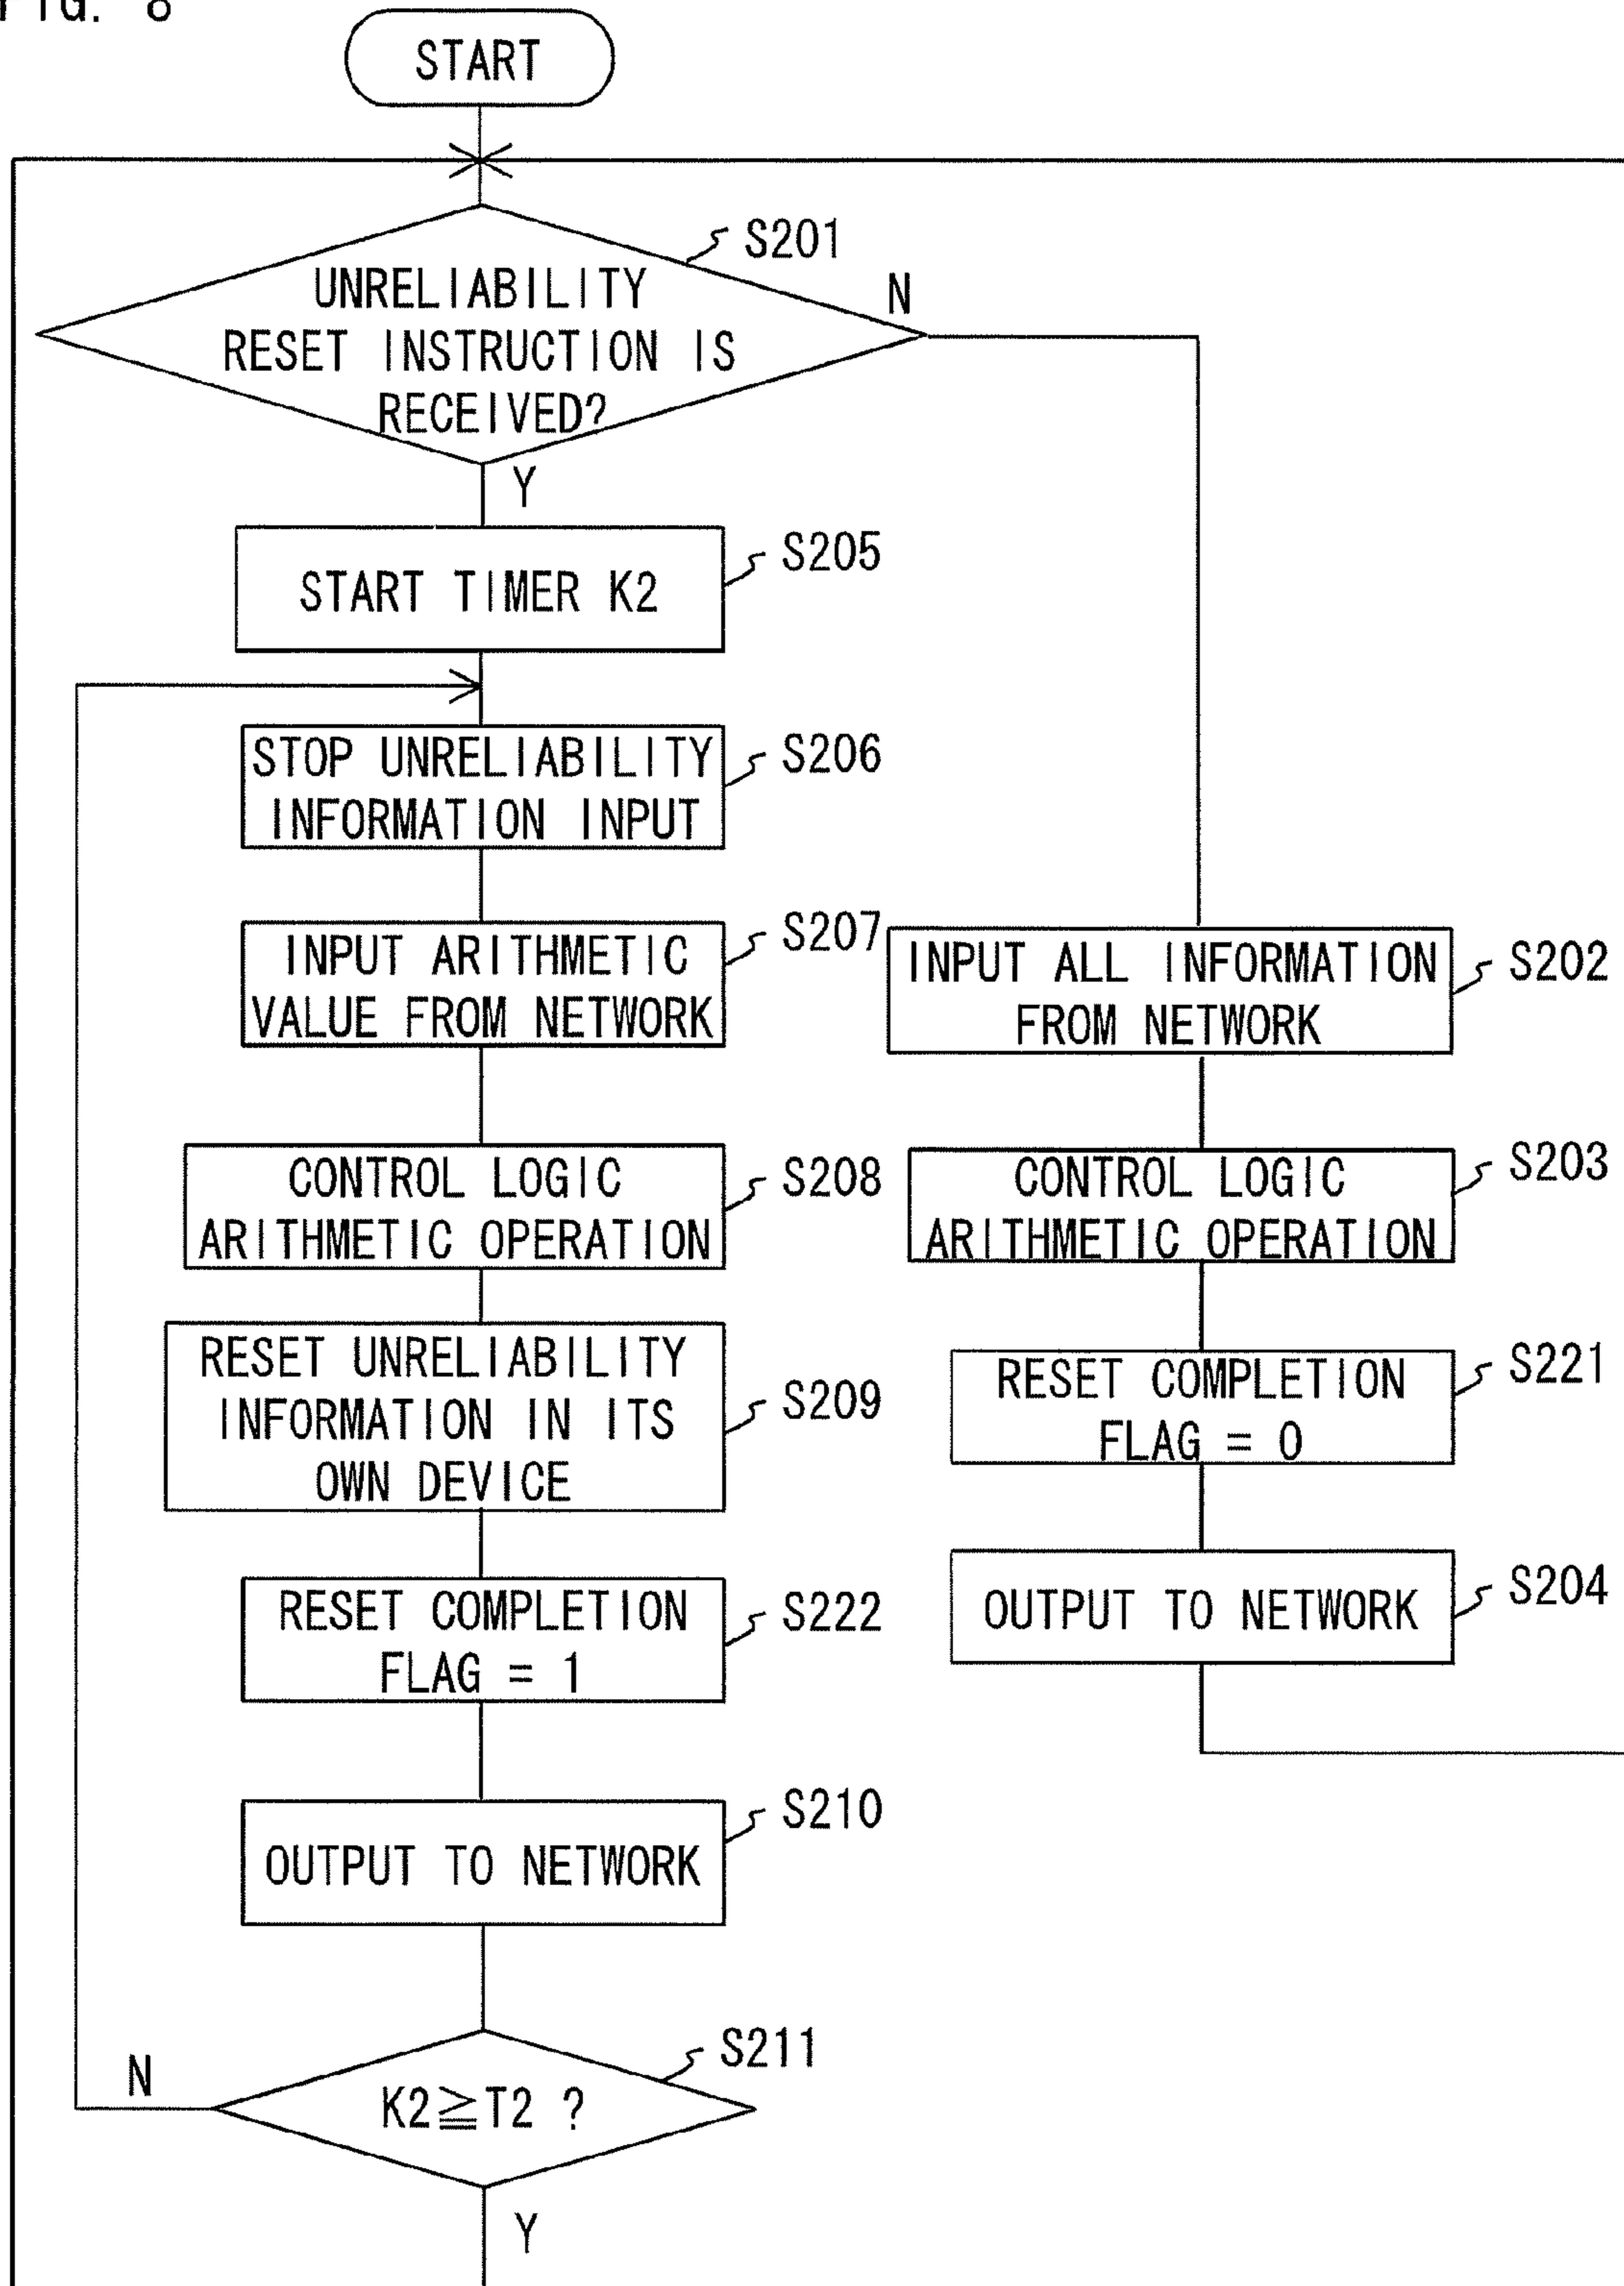 FIG. 8
START
S201
UNRELIABILITY
RESET INSTRUCTION IS
RECEIVED?
N
Y
S205
START TIMER K2
S206
STOP UNRELIABILITY
INFORMATION INPUT
S207
INPUT ARITHMETIC
VALUE FROM NETWORK
S202
INPUT ALL INFORMATION
FROM NETWORK
S208
CONTROL LOGIC
ARITHMETIC OPERATION
S203
CONTROL LOGIC
ARITHMETIC OPERATION
S209
RESET UNRELIABILITY
INFORMATION IN ITS
OWN DEVICE
S221
RESET COMPLETION
FLAG = 0
S222
RESET COMPLETION
FLAG = 1
S204
OUTPUT TO NETWORK
S210
OUTPUT TO NETWORK
S211
N
K2≧T2 ?
Y